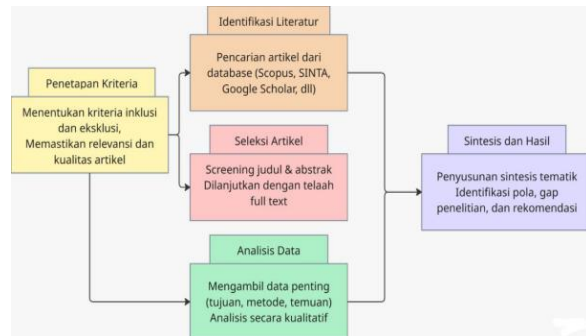 Identifikasi Literatur
Pencarian artikel dari
database (Scopus, SINTA,
Google Scholar, dll)
Penetapan Kriteria
Menentukan kriteria inklusi
dan eksklusi,
Memastikan relevansi dan
kualitas artikel
Seleksi Artikel
Screening judul & abstrak
Dilanjutkan dengan telaah
full text
Analisis Data
Mengambil data penting
(tujuan, metode, temuan)
Analisis secara kualitatif
Sintesis dan Hasil
Penyusunan sintesis tematik
Identifikasi pola, gap
penelitian, dan rekomendasi